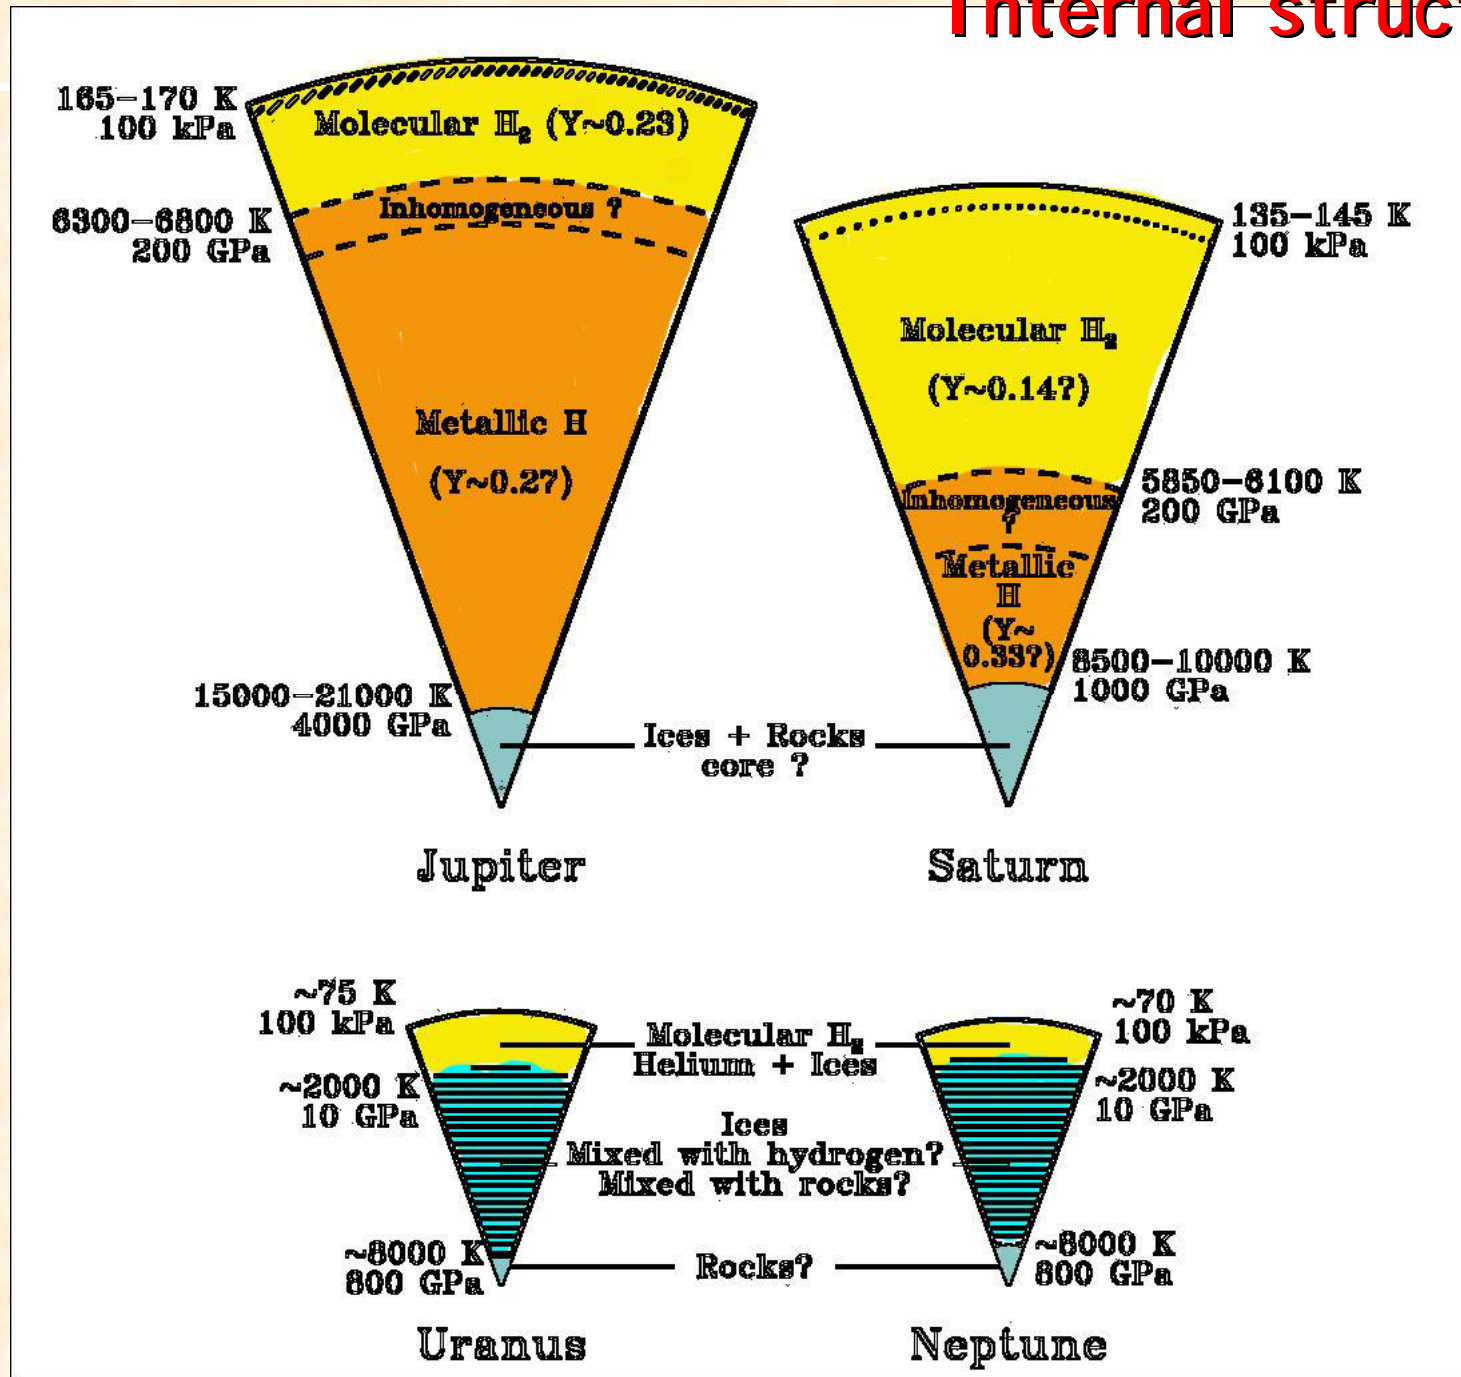 Internal struc
165–170 K
100 kPa
Molecular H₂ (Y~0.23)
6300–6800 K
200 GPa
Inhomogeneous ?
Metallic H
(Y~0.27)
15000–21000 K
4000 GPa
135–145 K
100 kPa
Molecular H₂
(Y~0.14?)
5850–6100 K
200 GPa
Inhomogeneous
?
Metallic
H
(Y~
0.33?)
8500–10000 K
1000 GPa
Ices + Rocks
core ?
Jupiter
Saturn
~75 K
100 kPa
~70 K
100 kPa
Molecular H₂
Helium + Ices
~2000 K
10 GPa
~2000 K
10 GPa
Ices
Mixed with hydrogen?
Mixed with rocks?
~8000 K
800 GPa
~8000 K
800 GPa
Rocks?
Uranus
Neptune